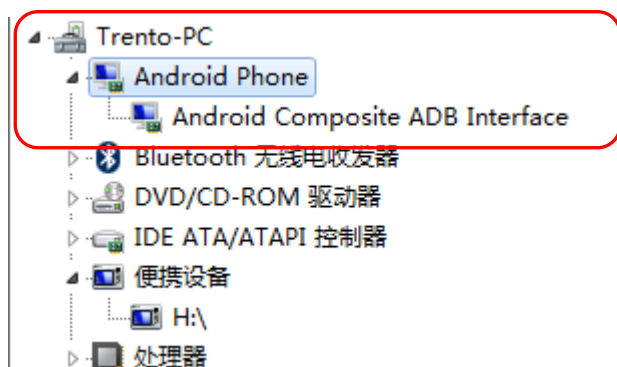 Trento-PC
Android Phone
Android Composite ADB Interface
Bluetooth 无线电收发器
DVD/CD-ROM 驱动器
IDE ATA/ATAPI 控制器
便携设备
H:\
处理器